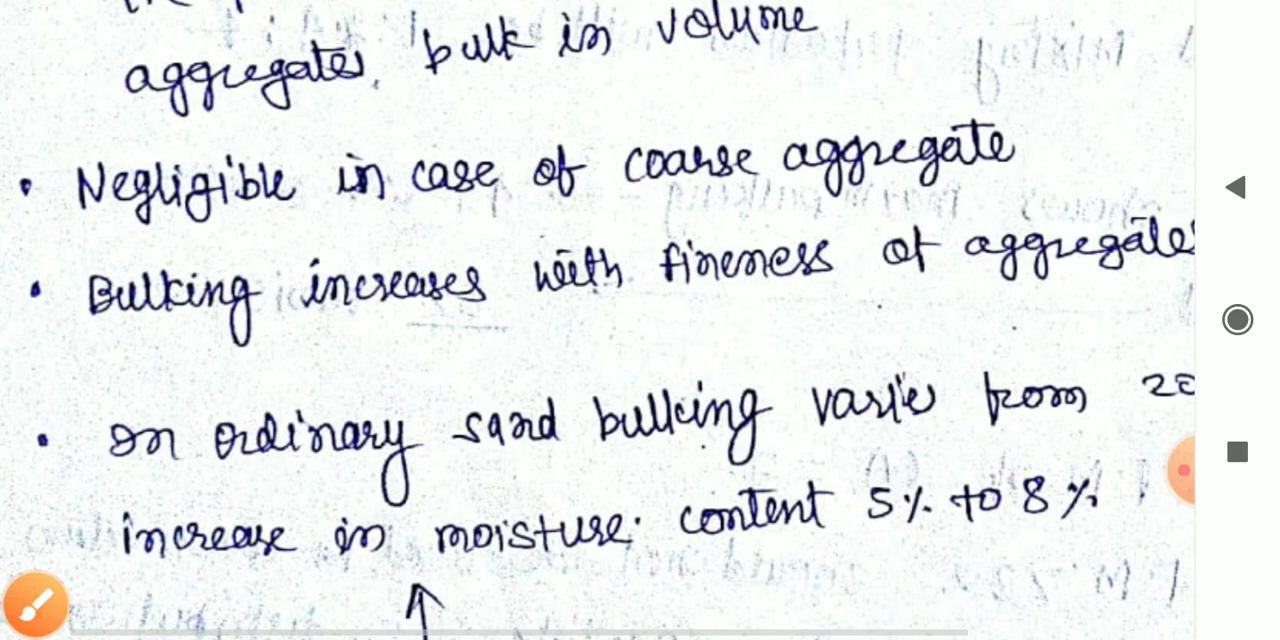 aggregates, bulk in volume
• Negligible in case of coarse aggregate
• Bulking increases with fineness of aggregate
• In ordinary sand bulking varies from 20
increase in moisture content 5% to 8%